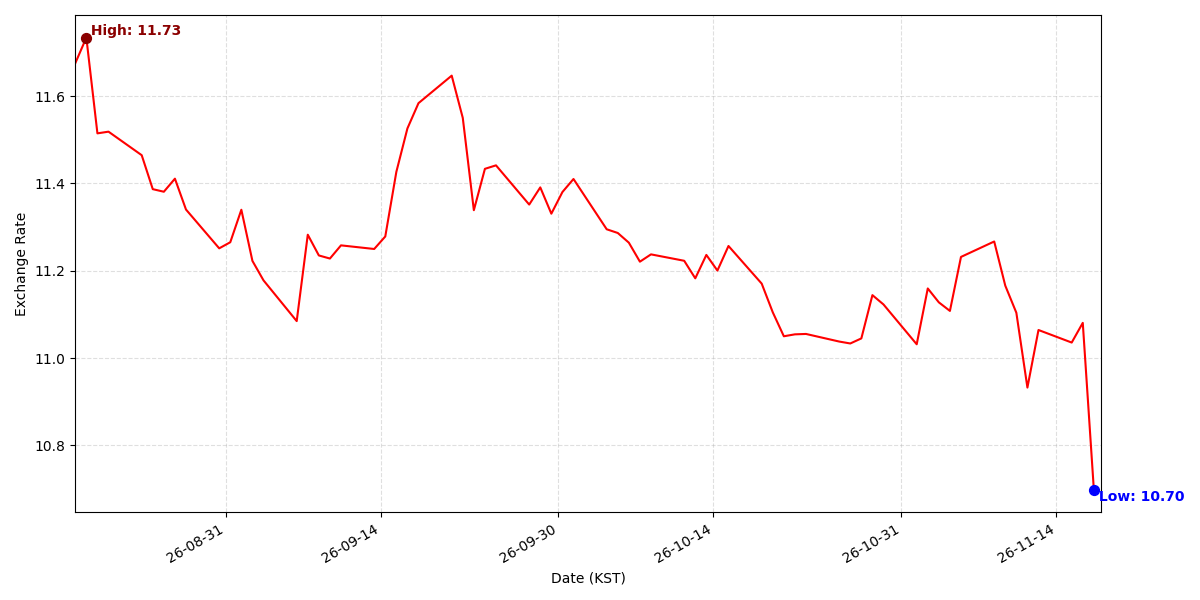 High: 11.73
11.6
11.4
11.2
11.0
10.8
Exchange Rate
Low: 10.70
26-08-31
26-09-14
26-09-30
26-10-14
26-10-31
26-11-14
Date (KST)